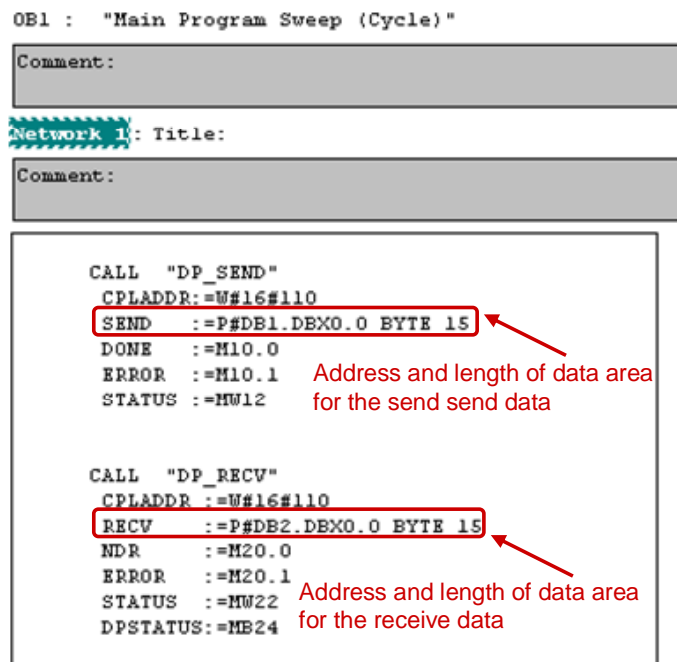 OB1 :  "Main Program Sweep (Cycle)"
Comment:
Network 1: Title:
Comment:
CALL  "DP_SEND"
CPLADDR:=W#16#110
SEND    :=P#DB1.DBX0.0 BYTE 15
DONE    :=M10.0
ERROR   :=M10.1
STATUS  :=MW12
Address and length of data area
for the send send data
CALL  "DP_RECV"
CPLADDR :=W#16#110
RECV    :=P#DB2.DBX0.0 BYTE 15
NDR     :=M20.0
ERROR   :=M20.1
STATUS  :=MW22
DPSTATUS:=MB24
Address and length of data area
for the receive data